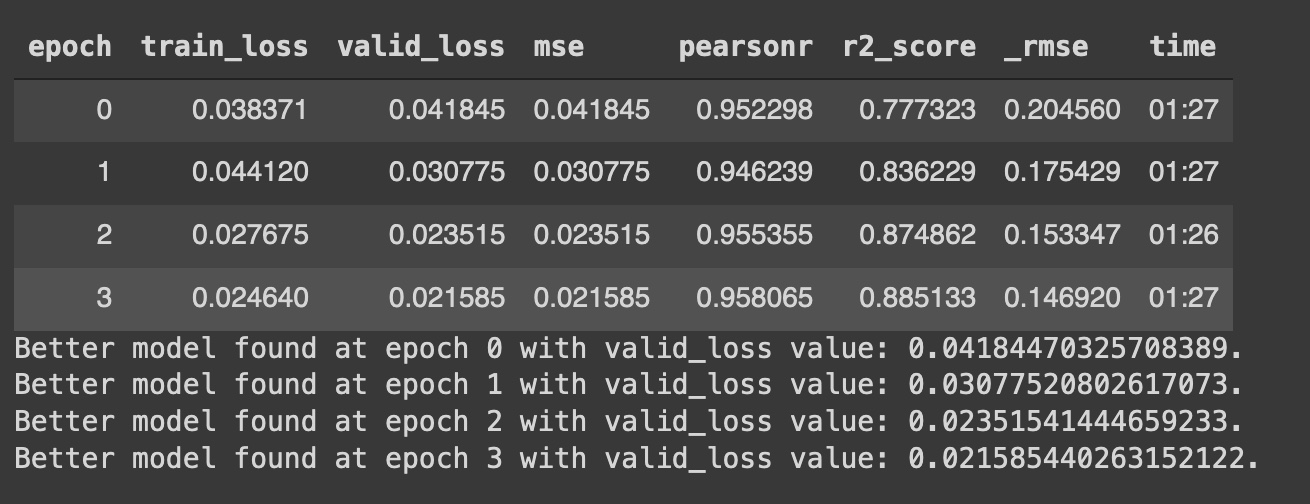 epoch train_loss valid_loss mse pearsonr r2_score _rmse time
0 0.038371 0.041845 0.041845 0.952298 0.777323 0.204560 01:27
1 0.044120 0.030775 0.030775 0.946239 0.836229 0.175429 01:27
2 0.027675 0.023515 0.023515 0.955355 0.874862 0.153347 01:26
3 0.024640 0.021585 0.021585 0.958065 0.885133 0.146920 01:27
Better model found at epoch 0 with valid_loss value: 0.04184470325708389.
Better model found at epoch 1 with valid_loss value: 0.03077520802617073.
Better model found at epoch 2 with valid_loss value: 0.02351541444659233.
Better model found at epoch 3 with valid_loss value: 0.021585440263152122.